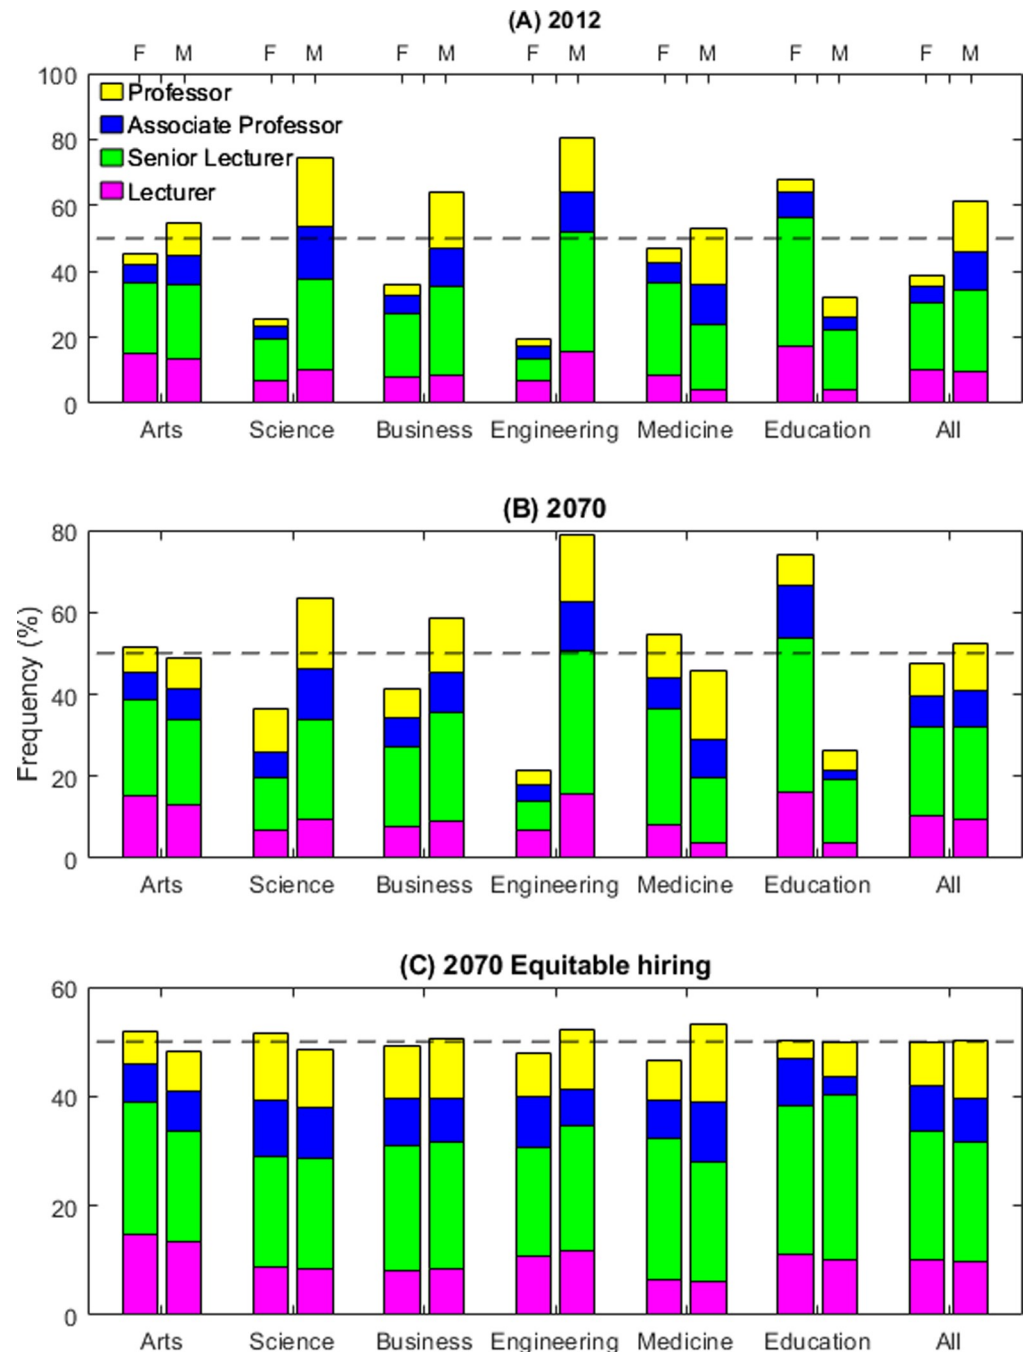 (A) 2012
F M F M F M F M F M F M F M
100
80
60
40
20
0
Professor
Associate Professor
Senior Lecturer
Lecturer
Arts Science Business Engineering Medicine Education All
(B) 2070
Frequency (%)
80
60
40
20
0
Arts Science Business Engineering Medicine Education All
(C) 2070 Equitable hiring
60
40
20
0
Arts Science Business Engineering Medicine Education All